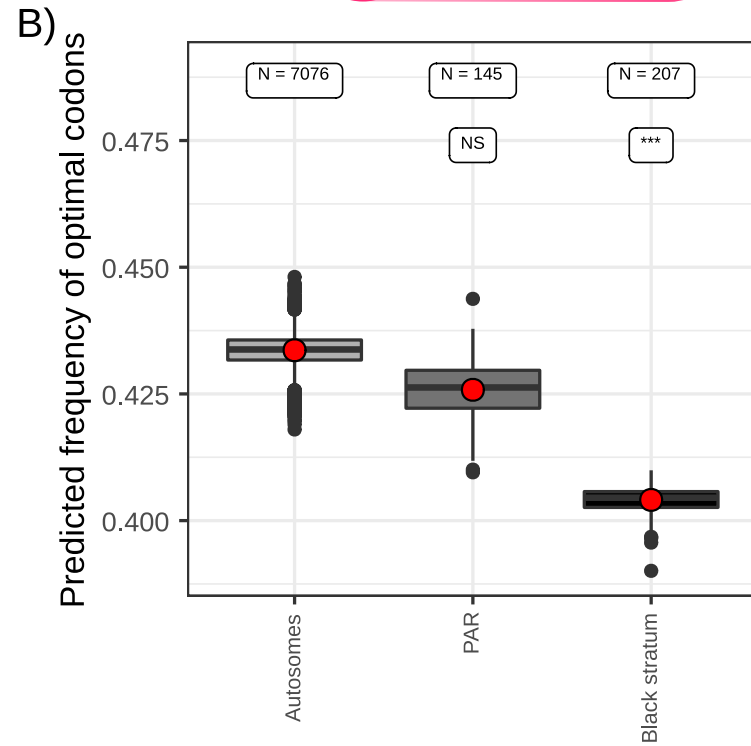 B)
Predicted frequency of optimal codons
N = 7076
N = 145
N = 207
NS
***
0.475
0.450
0.425
0.400
Autosomes
PAR
Black stratum